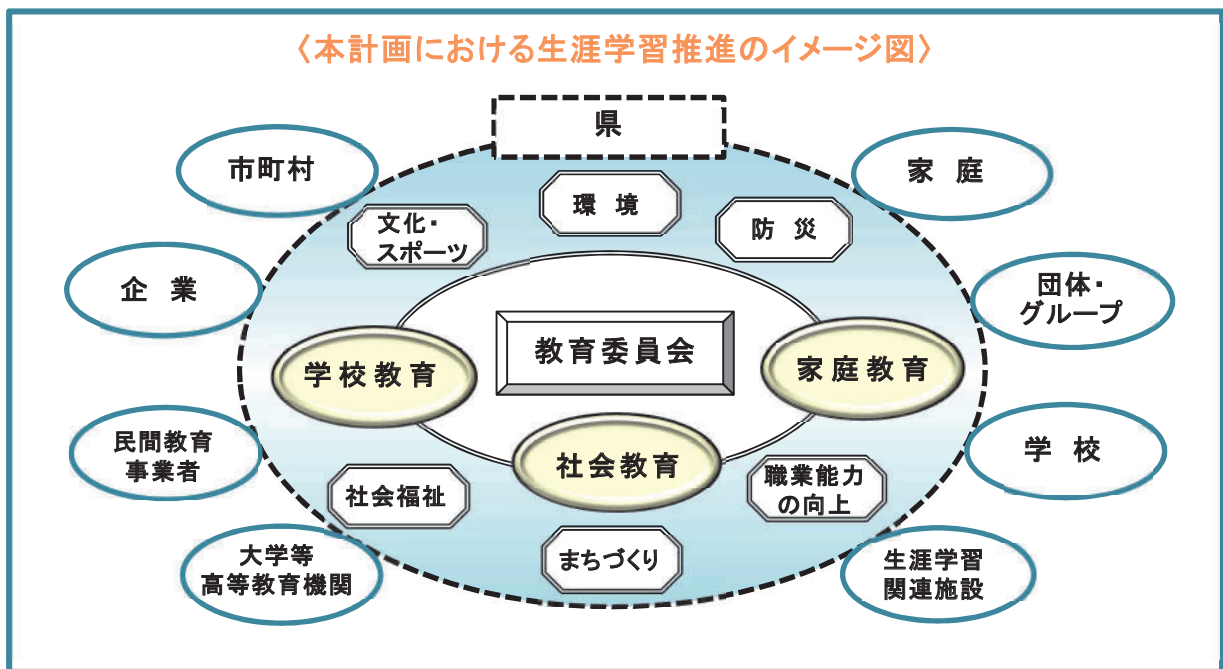 〈本計画における生涯学習推進のイメージ図〉
県
市町村
家 庭
環 境
文化・
スポーツ
防 災
企 業
団体・
グループ
教育委員会
学校教育
家庭教育
民間教育
事業者
学 校
社会教育
社会福祉
職業能力
の向上
大学等
高等教育機関
まちづくり
生涯学習
関連施設